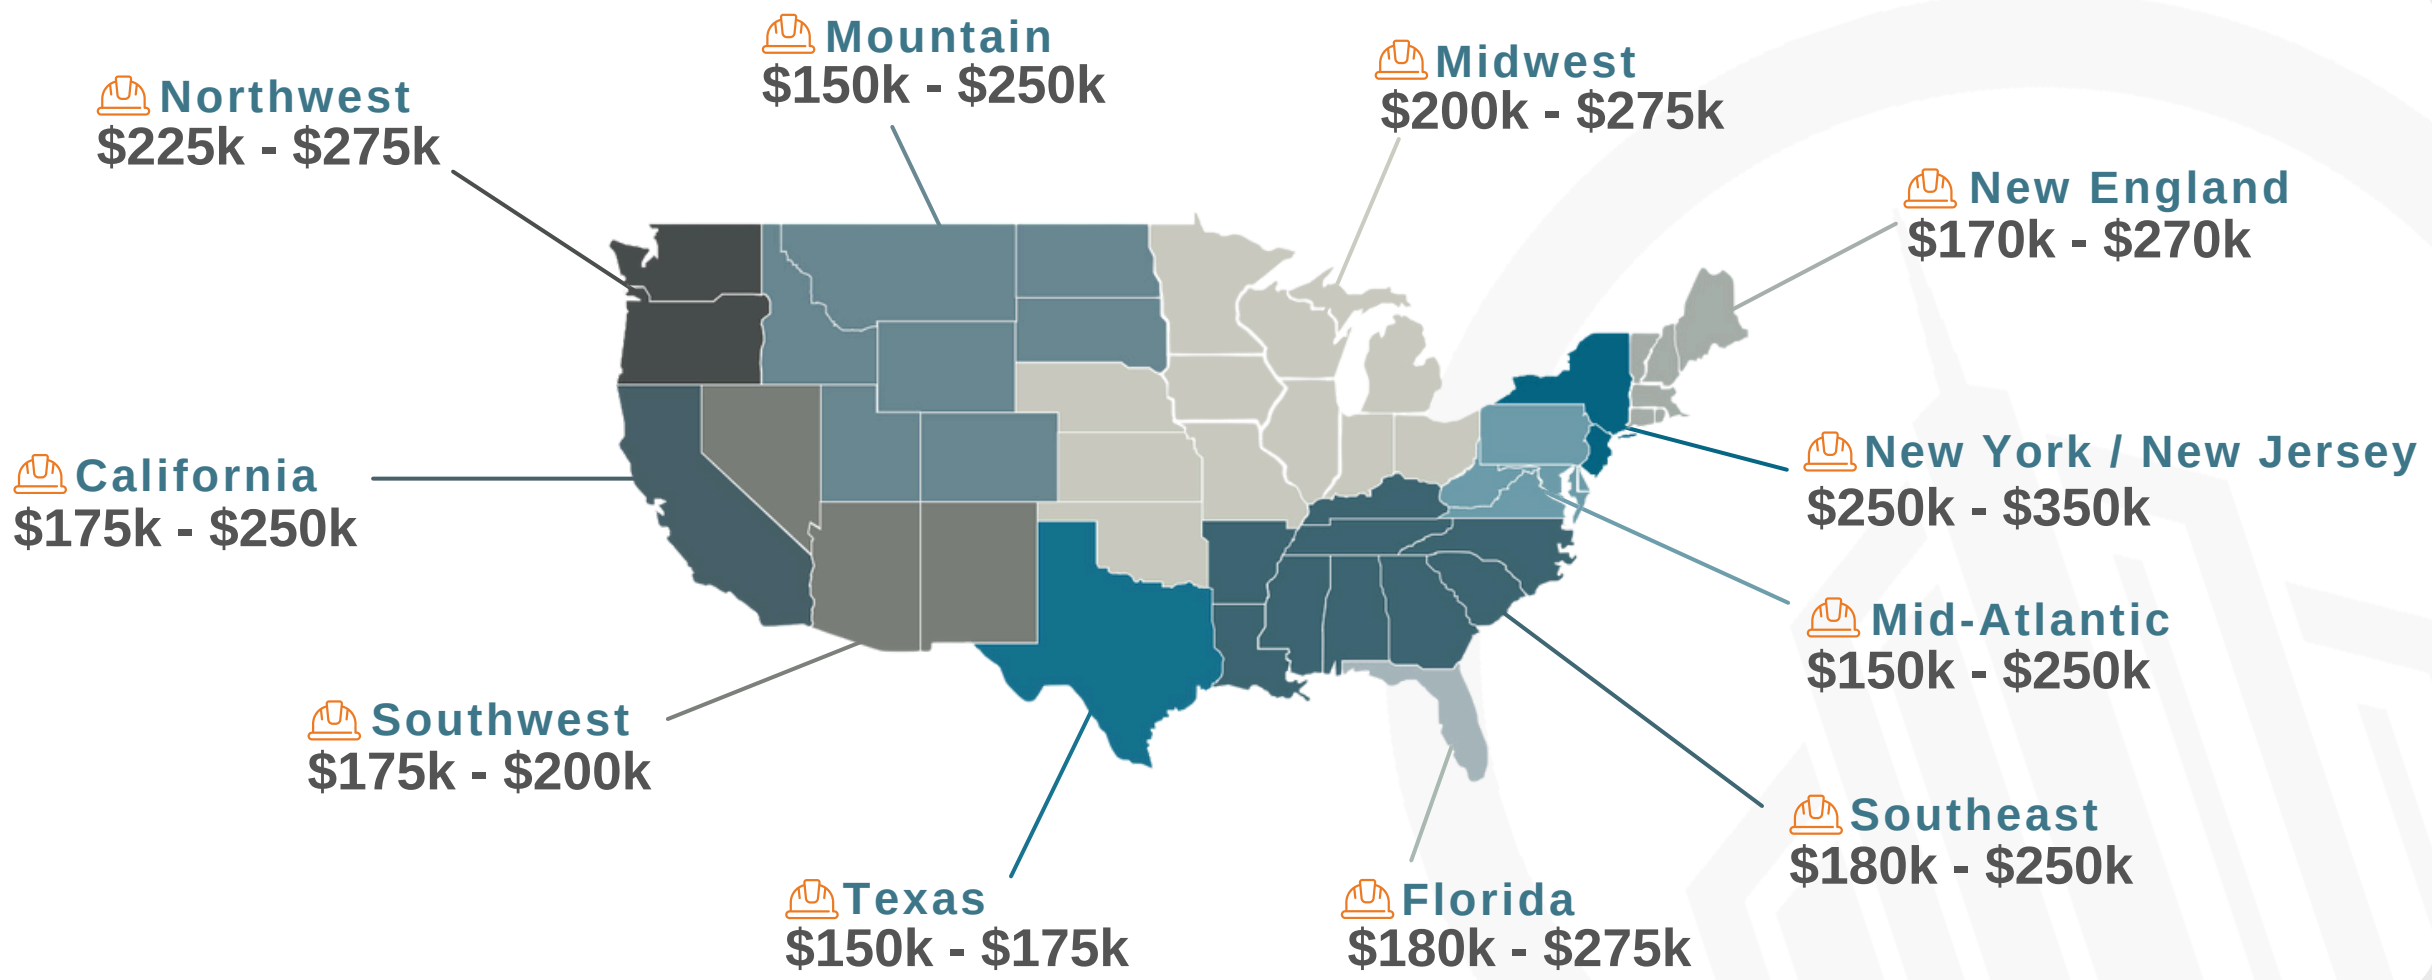 Mountain
$150k - $250k
Midwest
$200k - $275k
Northwest
$225k - $275k
New England
$170k - $270k
California
$175k - $250k
New York / New Jersey
$250k - $350k
Mid-Atlantic
$150k - $250k
Southwest
$175k - $200k
Southeast
$180k - $250k
Texas
$150k - $175k
Florida
$180k - $275k